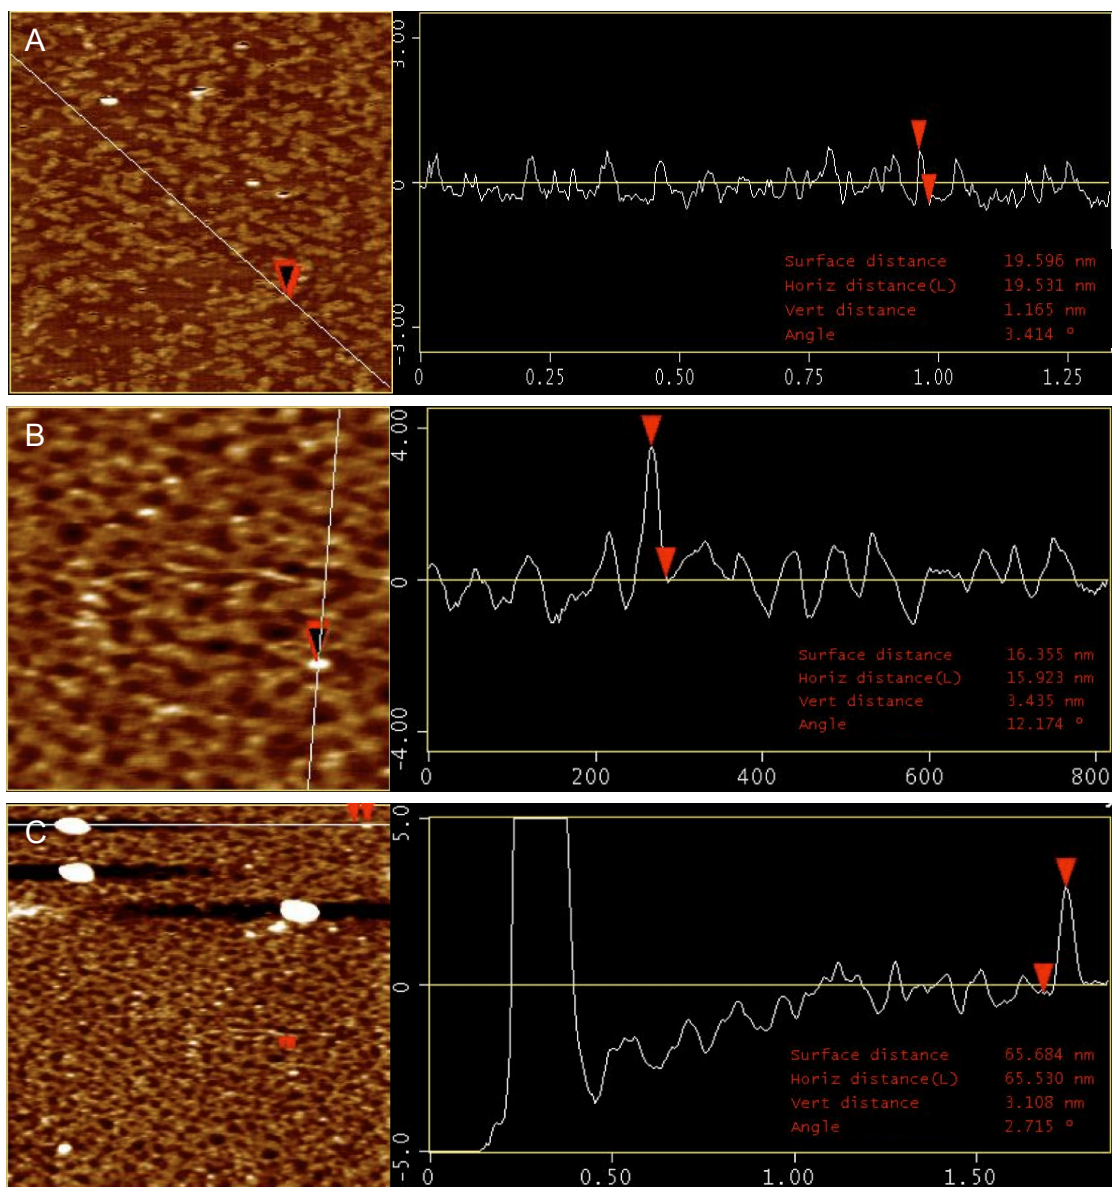 A
3.00
0
-3.00
Surface distance 19.596 nm
Horiz distance(L) 19.531 nm
Vert distance 1.165 nm
Angle 3.414 °
0 0.25 0.50 0.75 1.00 1.25
B
4.00
0
-4.00
Surface distance 16.355 nm
Horiz distance(L) 15.923 nm
Vert distance 3.435 nm
Angle 12.174 °
0 200 400 600 800
C
5.0
0
-5.0
Surface distance 65.684 nm
Horiz distance(L) 65.530 nm
Vert distance 3.108 nm
Angle 2.715 °
0 0.50 1.00 1.50